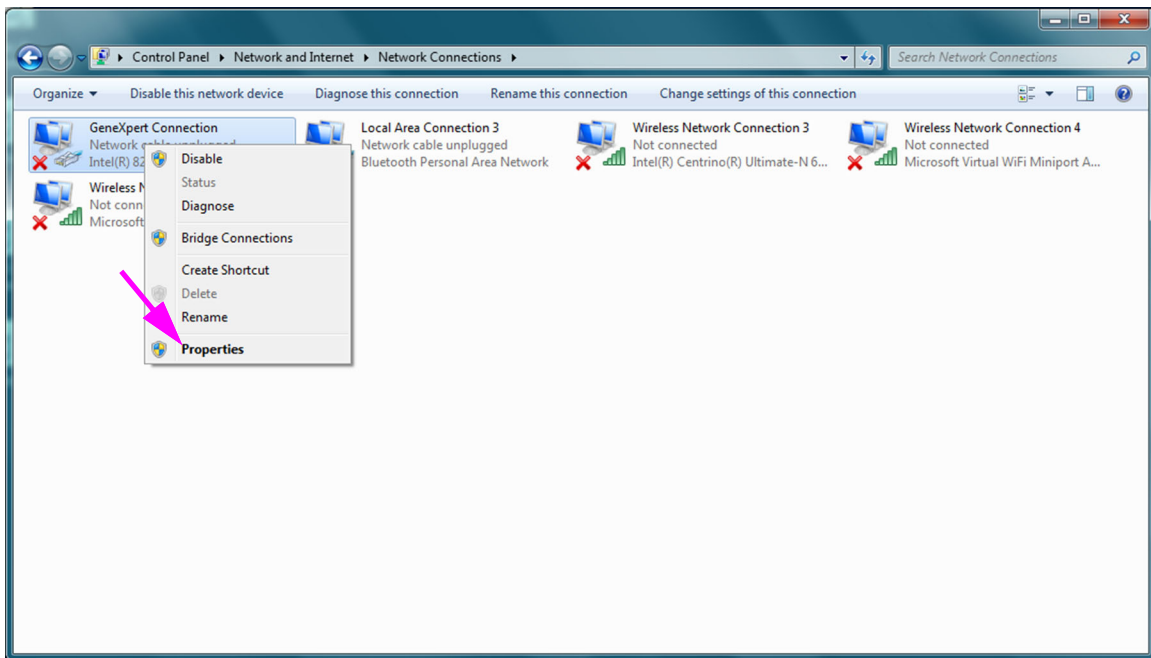 Control Panel Network and Internet Network Connections
Search Network Connections
Organize Disable this network device Diagnose this connection Rename this connection Change settings of this connection
GeneXpert Connection
Network cable unplugged
Intel(R) 82
Local Area Connection 3
Network cable unplugged
Bluetooth Personal Area Network
Wireless Network Connection 3
Not connected
Intel(R) Centrino(R) Ultimate-N 6...
Wireless Network Connection 4
Not connected
Microsoft Virtual WiFi Miniport A...
Wireless N
Not conn
Microsoft
Disable
Status
Diagnose
Bridge Connections
Create Shortcut
Delete
Rename
Properties